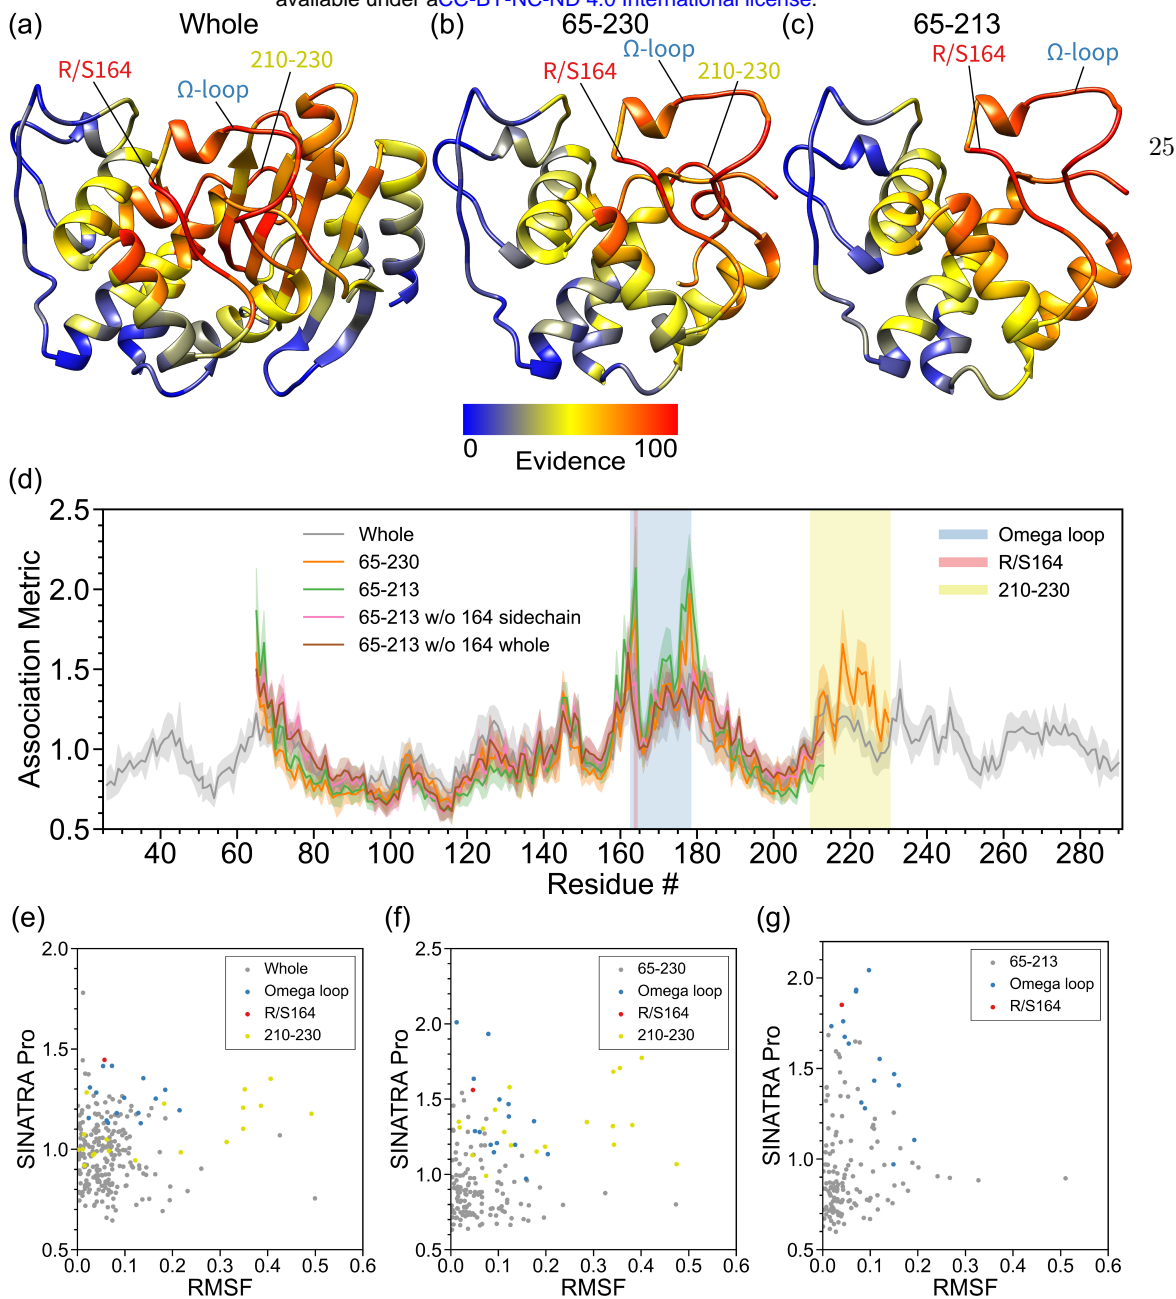 available under aCC-BY-NC-ND 4.0 International license.
(a) Whole (b) 65-230 (c) 65-213
R/S164 Ω-loop 210-230
R/S164 Ω-loop 210-230
R/S164 Ω-loop
25
0 100
Evidence
(d)
Association Metric
2.5
2.0
1.5
1.0
0.5
Whole
65-230
65-213
65-213 w/o 164 sidechain
65-213 w/o 164 whole
Omega loop
R/S164
210-230
40 60 80 100 120 140 160 180 200 220 240 260 280
Residue #
(e)
SINATRA Pro
2.0
1.5
1.0
0.5
Whole
Omega loop
R/S164
210-230
0.0 0.1 0.2 0.3 0.4 0.5 0.6
RMSF
(f)
SINATRA Pro
2.5
2.0
1.5
1.0
0.5
65-230
Omega loop
R/S164
210-230
0.0 0.1 0.2 0.3 0.4 0.5 0.6
RMSF
(g)
SINATRA Pro
2.0
1.5
1.0
0.5
65-213
Omega loop
R/S164
0.0 0.1 0.2 0.3 0.4 0.5 0.6
RMSF